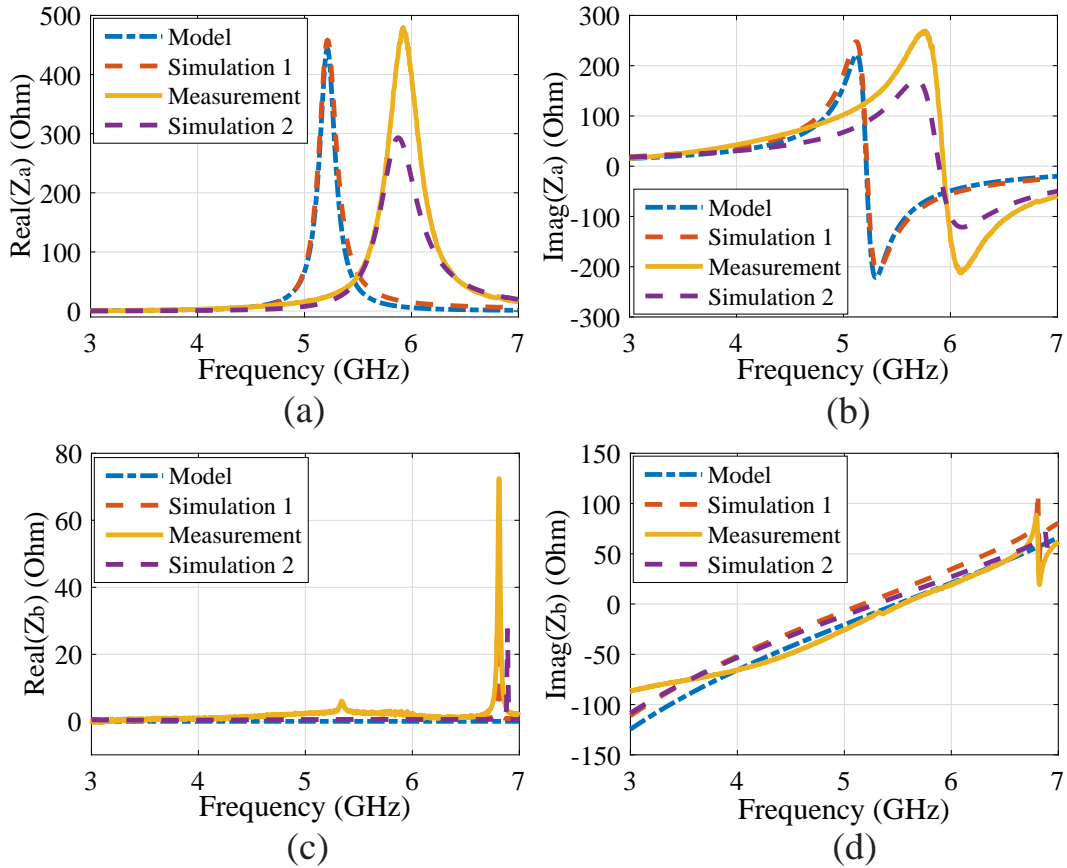 500
400
300
200
100
0
Real(Za) (Ohm)
Model
Simulation 1
Measurement
Simulation 2
3 4 5 6 7
Frequency (GHz)
(a)
300
200
100
0
-100
-200
-300
Imag(Za) (Ohm)
Model
Simulation 1
Measurement
Simulation 2
3 4 5 6 7
Frequency (GHz)
(b)
80
60
40
20
0
Real(Zb) (Ohm)
Model
Simulation 1
Measurement
Simulation 2
3 4 5 6 7
Frequency (GHz)
(c)
150
100
50
0
-50
-100
-150
Imag(Zb) (Ohm)
Model
Simulation 1
Measurement
Simulation 2
3 4 5 6 7
Frequency (GHz)
(d)